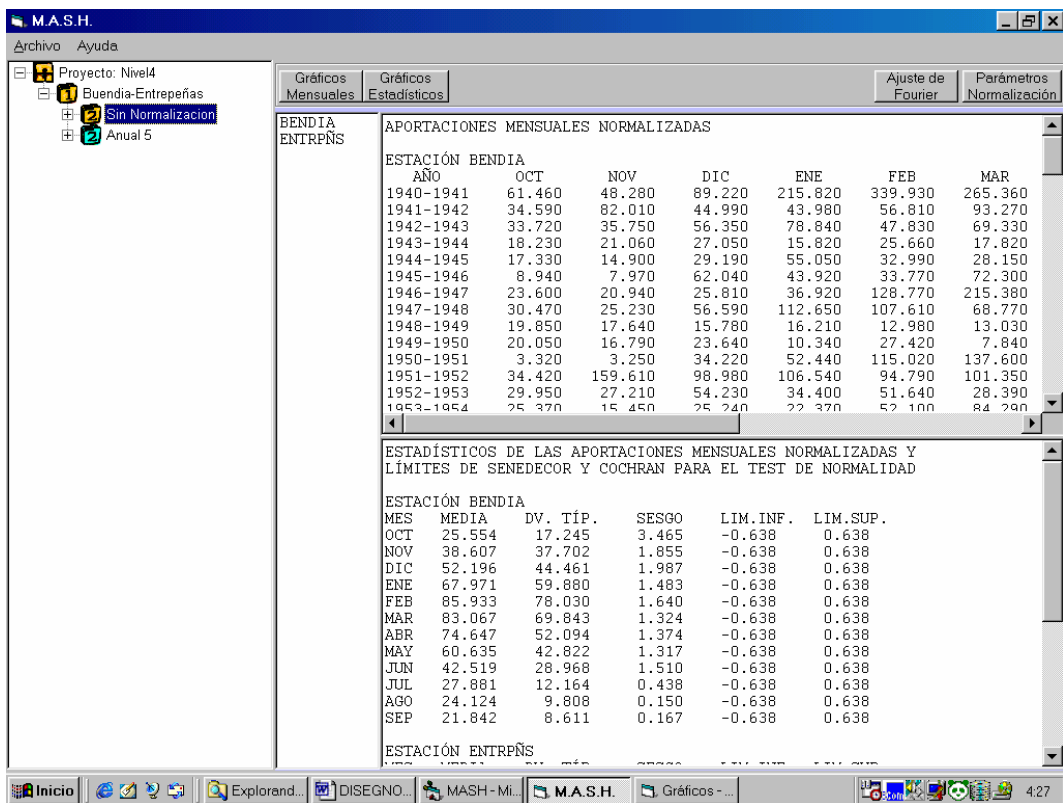 M.A.S.H.
Archivo Ayuda
Proyecto: Nivel4
Buendia-Entrepeñas
Sin Normalizacion
Anual 5
Gráficos Mensuales
Gráficos Estadísticos
Ajuste de Fourier
Parámetros Normalización
BENDIA
ENTRPÑS
APORTACIONES MENSUALES NORMALIZADAS
ESTACIÓN BENDIA
AÑO OCT NOV DIC ENE FEB MAR
1940-1941 61.460 48.280 89.220 215.820 339.930 265.360
1941-1942 34.590 82.010 44.990 43.980 56.810 93.270
1942-1943 33.720 35.750 56.350 78.840 47.830 69.330
1943-1944 18.230 21.060 27.050 15.820 25.660 17.820
1944-1945 17.330 14.900 29.190 55.050 32.990 28.150
1945-1946 8.940 7.970 62.040 43.920 33.770 72.300
1946-1947 23.600 20.940 25.810 36.920 128.770 215.380
1947-1948 30.470 25.230 56.590 112.650 107.610 68.770
1948-1949 19.850 17.640 15.780 16.210 12.980 13.030
1949-1950 20.050 16.790 23.640 10.340 27.420 7.840
1950-1951 3.320 3.250 34.220 52.440 115.020 137.600
1951-1952 34.420 159.610 98.980 106.540 94.790 101.350
1952-1953 29.950 27.210 54.230 34.400 51.640 28.390
1953-1954 25.370 15.450 25.240 22.370 52.100 84.290
ESTADÍSTICOS DE LAS APORTACIONES MENSUALES NORMALIZADAS Y
LÍMITES DE SENEDECOR Y COCHRAN PARA EL TEST DE NORMALIDAD
ESTACIÓN BENDIA
MES MEDIA DV. TÍP. SESGO LIM.INF. LIM.SUP.
OCT 25.554 17.245 3.465 -0.638 0.638
NOV 38.607 37.702 1.855 -0.638 0.638
DIC 52.196 44.461 1.987 -0.638 0.638
ENE 67.971 59.880 1.483 -0.638 0.638
FEB 85.933 78.030 1.640 -0.638 0.638
MAR 83.067 69.843 1.324 -0.638 0.638
ABR 74.647 52.094 1.374 -0.638 0.638
MAY 60.635 42.822 1.317 -0.638 0.638
JUN 42.519 28.968 1.510 -0.638 0.638
JUL 27.881 12.164 0.438 -0.638 0.638
AGO 24.124 9.808 0.150 -0.638 0.638
SEP 21.842 8.611 0.167 -0.638 0.638
ESTACIÓN ENTRPÑS
Inicio Explorand... DISEGNO... MASH - Mi... M.A.S.H. Gráficos - ... 4:27